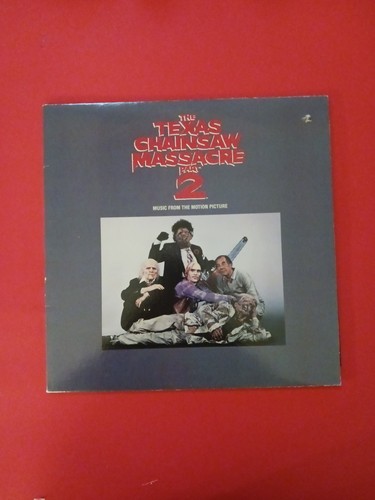 THE
TEXAS
CHAINSAW
MASSACRE
PART
2
MUSIC FROM THE MOTION PICTURE